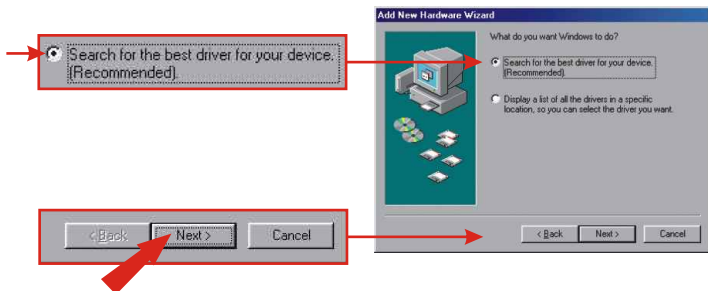 Search for the best driver for your device.
(Recommended).
< Back
Next >
Cancel
Add New Hardware Wizard
What do you want Windows to do?
Search for the best driver for your device.
(Recommended).
Display a list of all the drivers in a specific
location, so you can select the driver you want.
< Back
Next >
Cancel